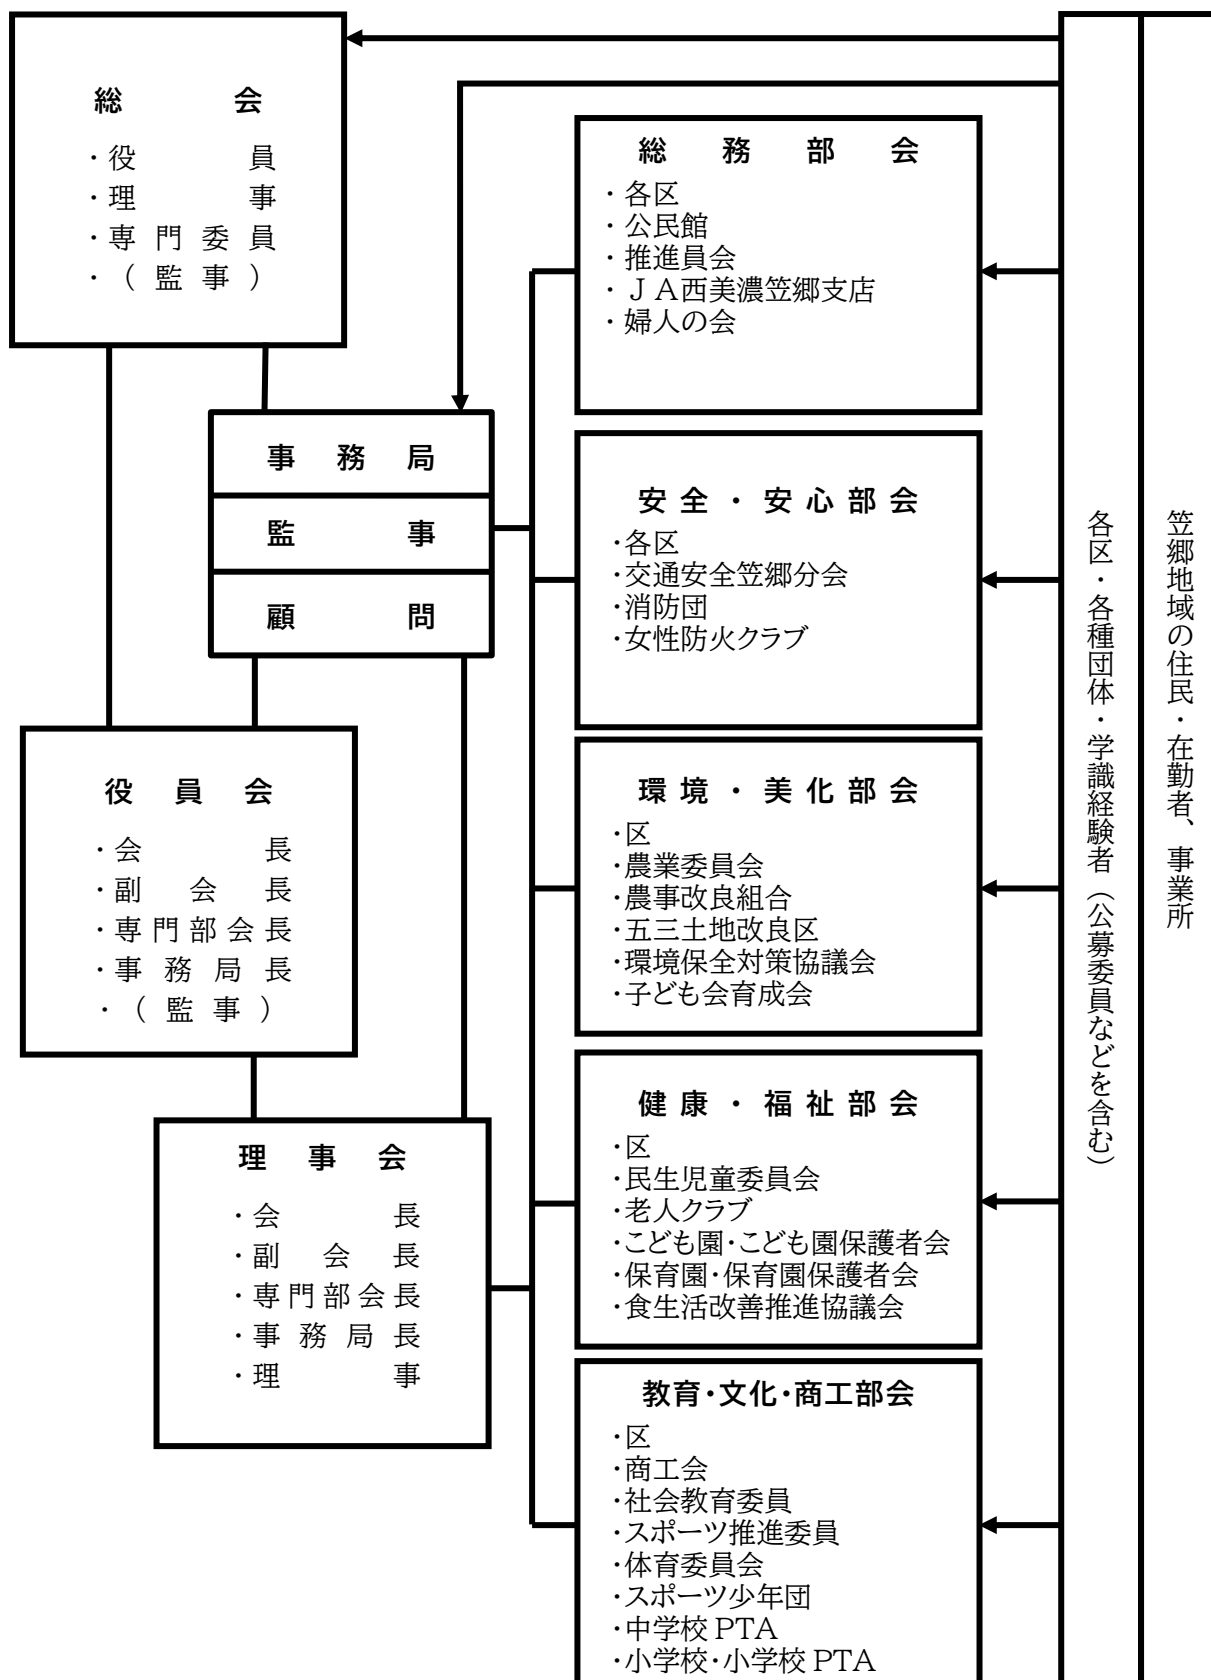 総会
・役員
・理事
・専門委員
・（監事）
事務局
監事
顧問
役員会
・会長
・副会長
・専門部会長
・事務局長
・（監事）
理事会
・会長
・副会長
・専門部会長
・事務局長
・理事
総務部会
・各区
・公民館
・推進員会
・ＪＡ西美濃笠郷支店
・婦人の会
安全・安心部会
・各区
・交通安全笠郷分会
・消防団
・女性防火クラブ
環境・美化部会
・区
・農業委員会
・農事改良組合
・五三土地改良区
・環境保全対策協議会
・子ども会育成会
健康・福祉部会
・区
・民生児童委員会
・老人クラブ
・こども園・こども園保護者会
・保育園・保育園保護者会
・食生活改善推進協議会
教育・文化・商工部会
・区
・商工会
・社会教育委員
・スポーツ推進委員
・体育委員会
・スポーツ少年団
・中学校 PTA
・小学校・小学校 PTA
笠郷地域の住民・在勤者、事業所
各区・各種団体・学識経験者（公募委員などを含む）